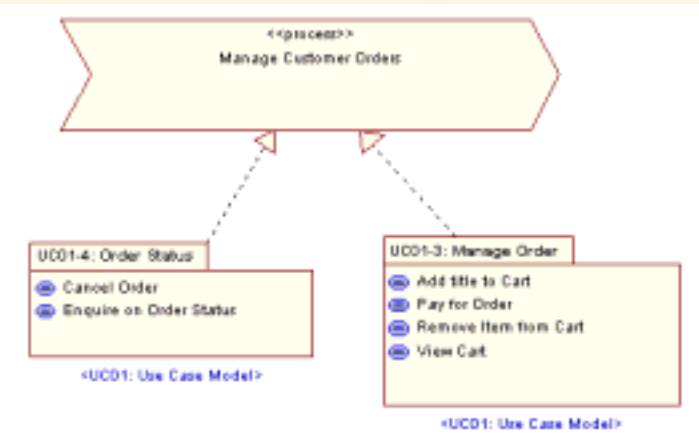 <<process>>
Manage Customer Orders
UC01-4: Order Status
Cancel Order
Enquire on Order Status
<UC01: Use Case Model>
UC01-3: Manage Order
Add title to Cart
Pay for Order
Remove Item from Cart
View Cart
<UC01: Use Case Model>